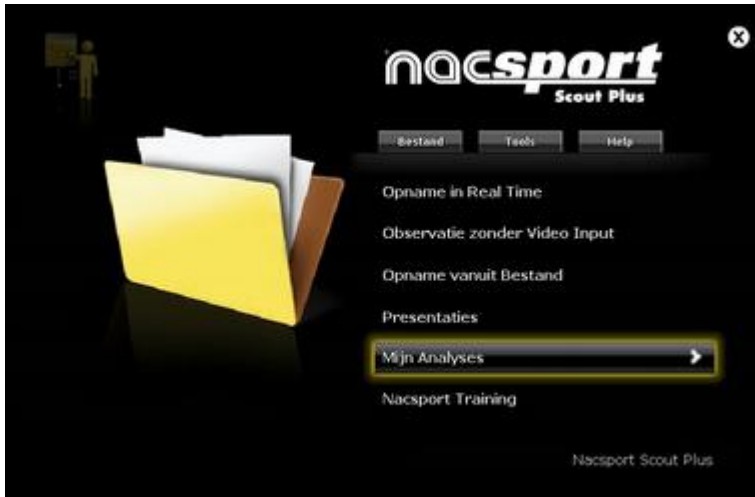 nacsport
Scout Plus
Bestand Tools Help
Opname in Real Time
Observatie zonder Video Input
Opname vanuit Bestand
Presentaties
Mijn Analyses
Nacsport Training
Nacsport Scout Plus